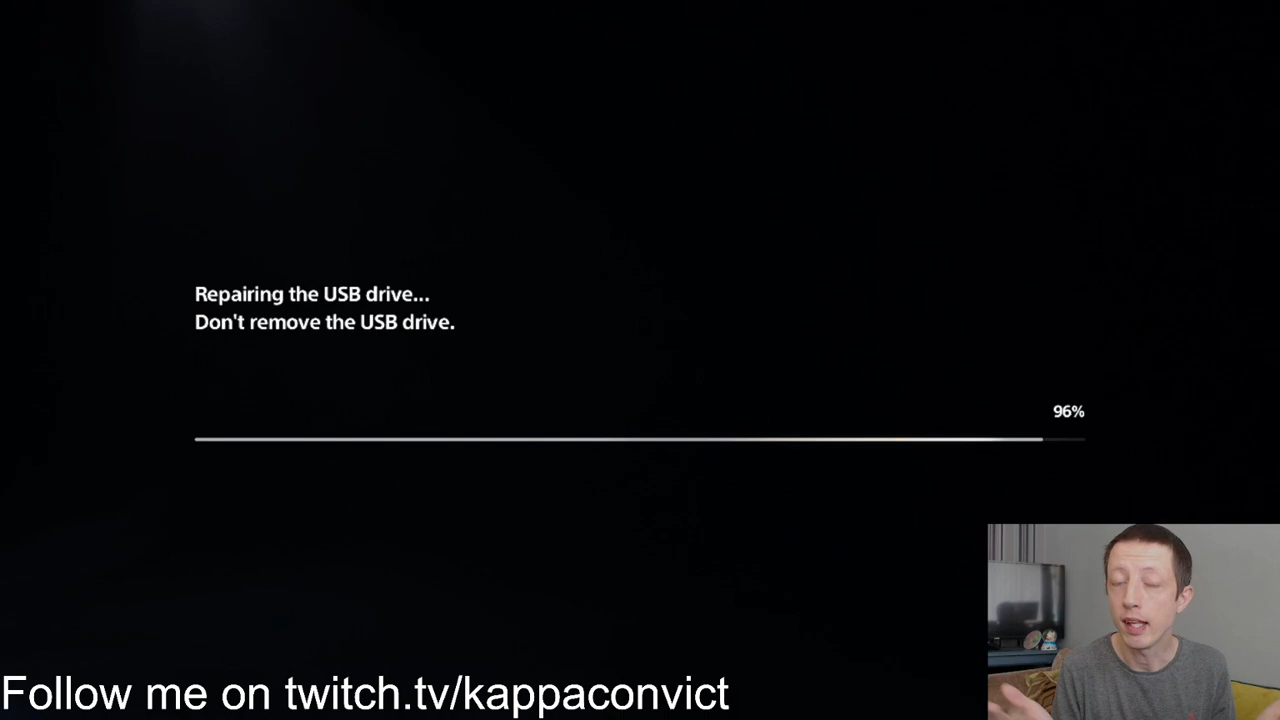 Repairing the USB drive...
Don't remove the USB drive.
96%
Follow me on twitch.tv/kappaconvict